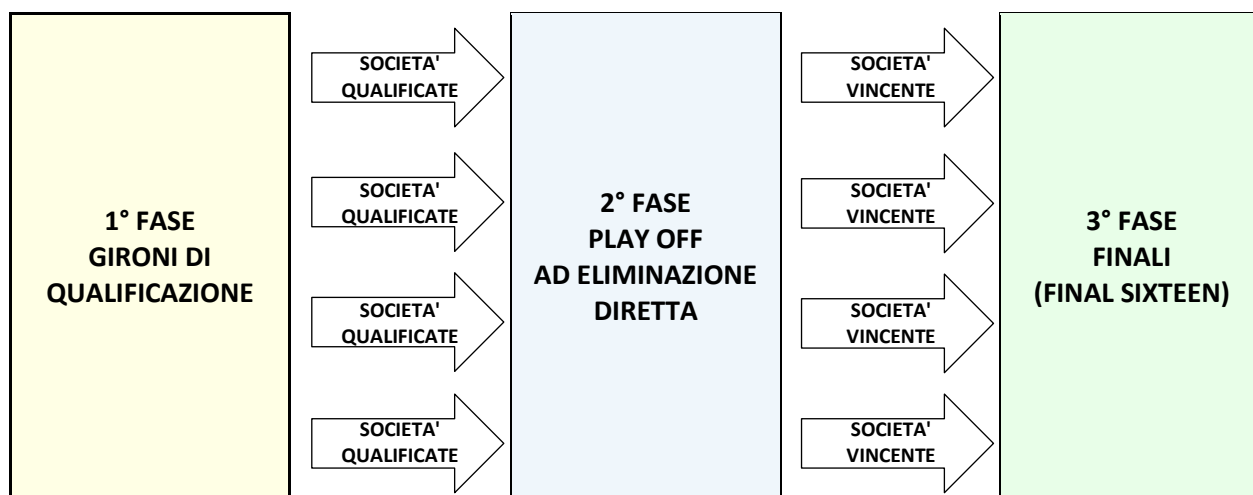 1° FASE
GIRONI DI
QUALIFICAZIONE
SOCIETA'
QUALIFICATE
SOCIETA'
QUALIFICATE
SOCIETA'
QUALIFICATE
SOCIETA'
QUALIFICATE
2° FASE
PLAY OFF
AD ELIMINAZIONE
DIRETTA
SOCIETA'
VINCENTE
SOCIETA'
VINCENTE
SOCIETA'
VINCENTE
SOCIETA'
VINCENTE
3° FASE
FINALI
(FINAL SIXTEEN)